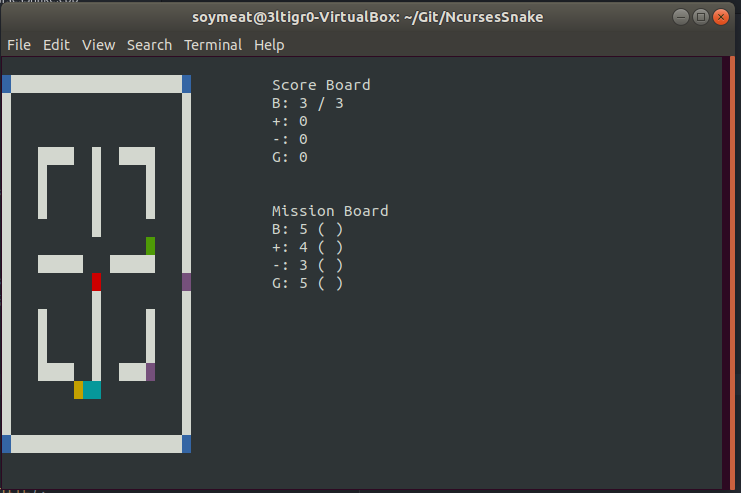 soymeat@3ltigr0-VirtualBox: ~/Git/NcursesSnake
File Edit View Search Terminal Help
Score Board
B: 3 / 3
+: 0
-: 0
G: 0
Mission Board
B: 5 ( )
+: 4 ( )
-: 3 ( )
G: 5 ( )